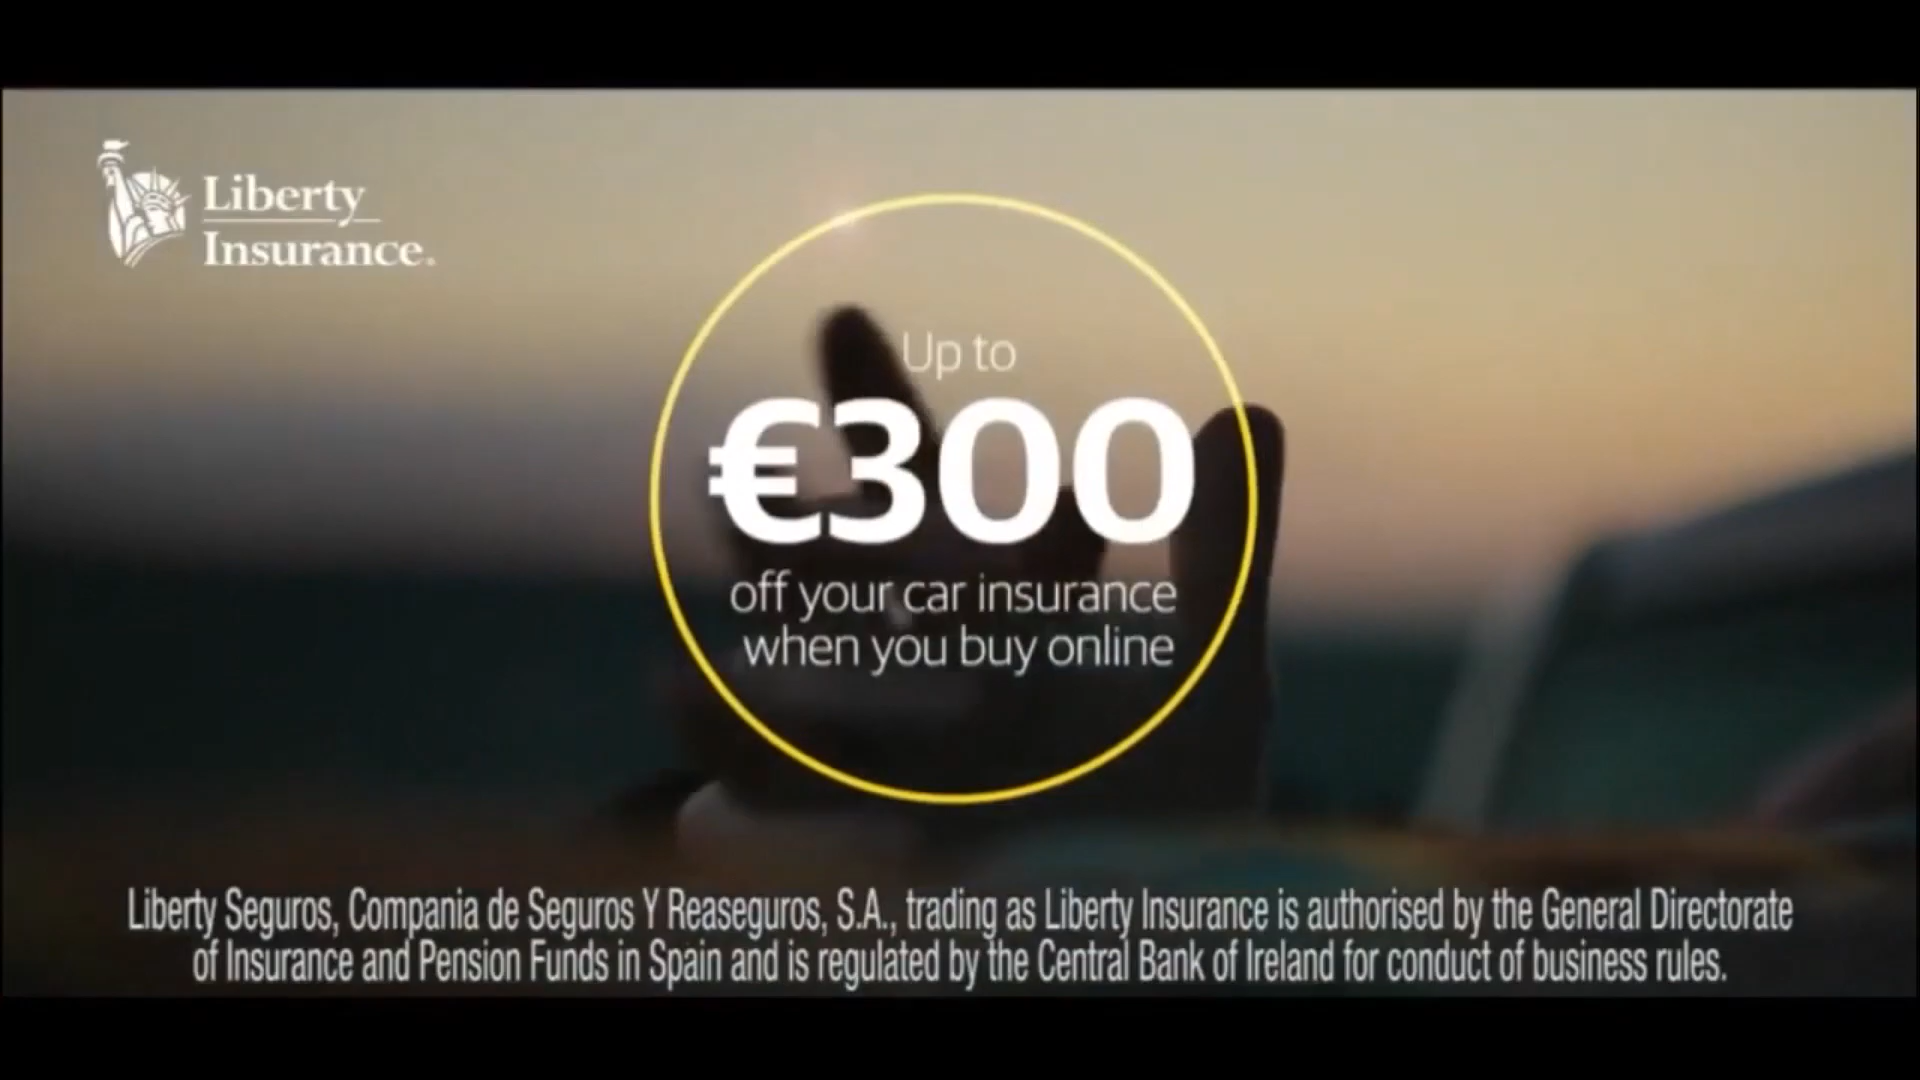 Liberty
Insurance.
Up to
€300
off your car insurance
when you buy online
Liberty Seguros, Compania de Seguros Y Reaseguros, S.A., trading as Liberty Insurance is authorised by the General Directorate
of Insurance and Pension Funds in Spain and is regulated by the Central Bank of Ireland for conduct of business rules.